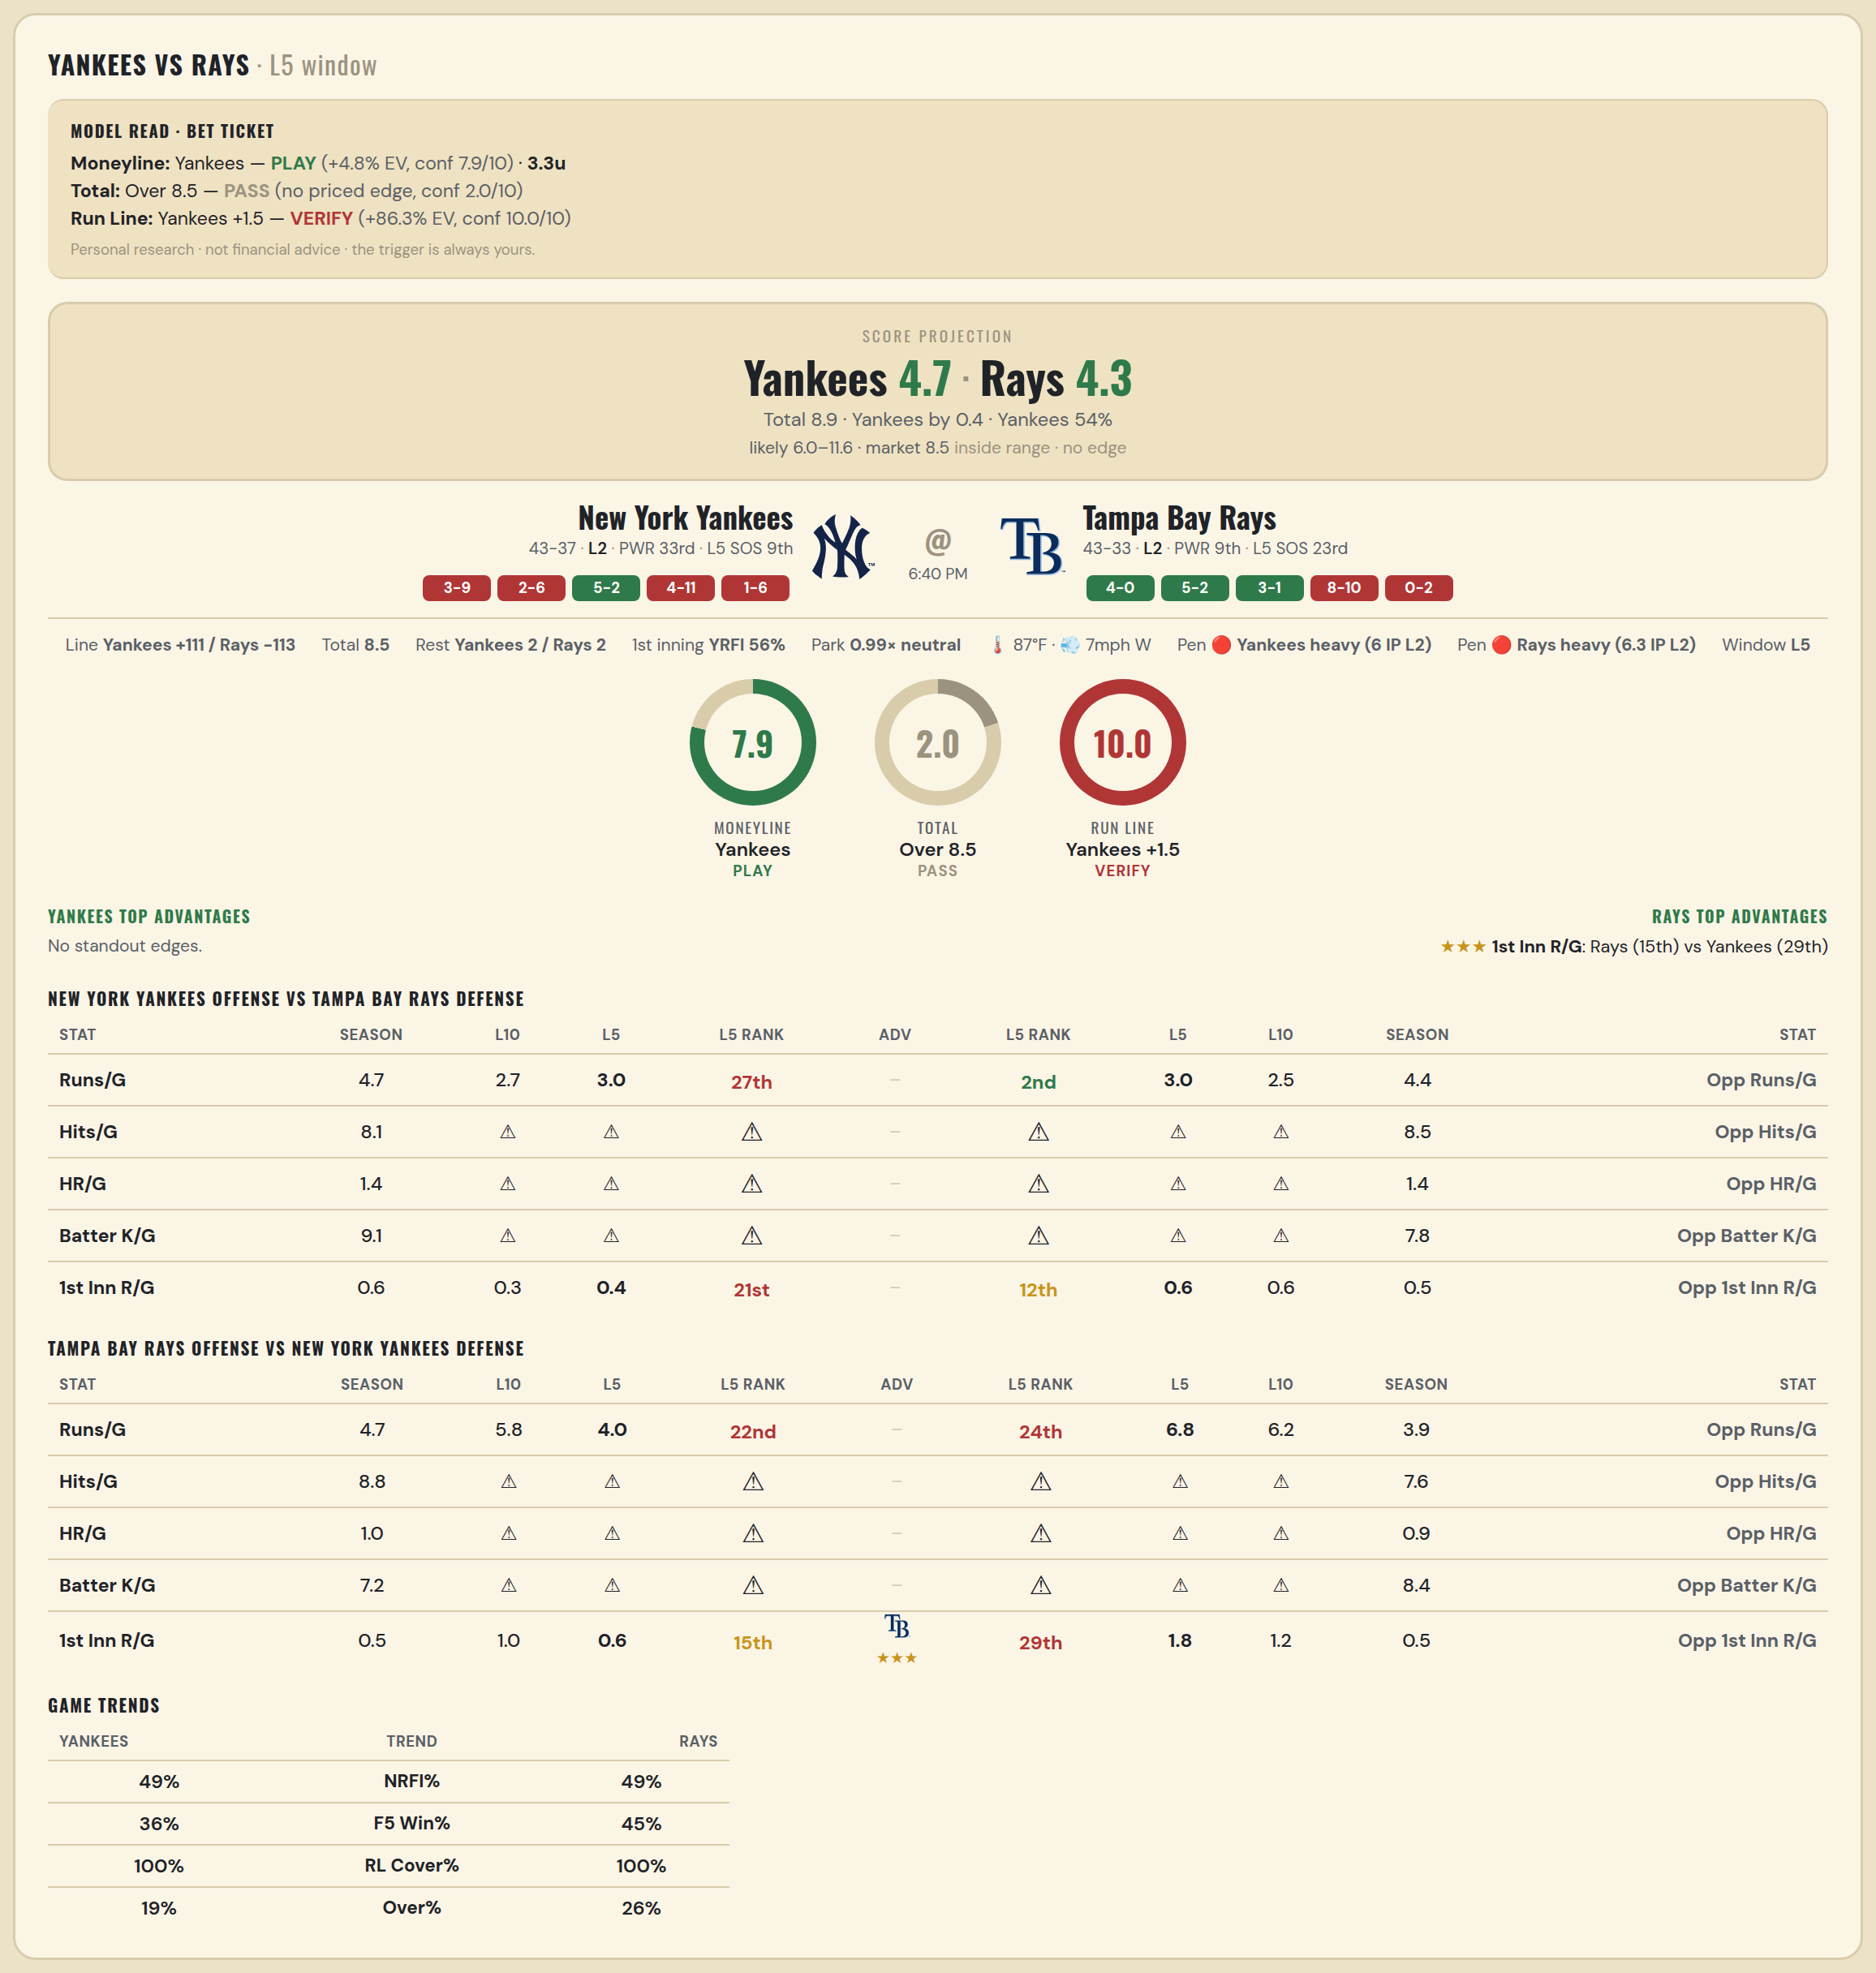 YANKEES VS RAYS · L5 window
MODEL READ · BET TICKET
Moneyline: Yankees — PLAY (+4.8% EV, conf 7.9/10) · 3.3u
Total: Over 8.5 — PASS (no priced edge, conf 2.0/10)
Run Line: Yankees +1.5 — VERIFY (+86.3% EV, conf 10.0/10)
Personal research · not financial advice · the trigger is always yours.
SCORE PROJECTION
Yankees 4.7 · Rays 4.3
Total 8.9 · Yankees by 0.4 · Yankees 54%
likely 6.0–11.6 · market 8.5 inside range · no edge
New York Yankees @ Tampa Bay Rays
43-37 · L2 · PWR 33rd · L5 SOS 9th 6:40 PM 43-33 · L2 · PWR 9th · L5 SOS 23rd
3-9 2-6 5-2 4-11 1-6 4-0 5-2 3-1 8-10 0-2
Line Yankees +111 / Rays -113 Total 8.5 Rest Yankees 2 / Rays 2 1st inning YRFI 56% Park 0.99× neutral 🌡️ 87°F · 💨 7mph W Pen 🔴 Yankees heavy (6 IP L2) Pen 🔴 Rays heavy (6.3 IP L2) Window L5
7.9 2.0 10.0
MONEYLINE TOTAL RUN LINE
Yankees Over 8.5 Yankees +1.5
PLAY PASS VERIFY
YANKEES TOP ADVANTAGES RAYS TOP ADVANTAGES
No standout edges. ★★★ 1st Inn R/G: Rays (15th) vs Yankees (29th)
NEW YORK YANKEES OFFENSE VS TAMPA BAY RAYS DEFENSE
STAT SEASON L10 L5 L5 RANK ADV L5 RANK L5 L10 SEASON STAT
Runs/G 4.7 2.7 3.0 27th – 2nd 3.0 2.5 4.4 Opp Runs/G
Hits/G 8.1 ⚠ ⚠ ⚠ – ⚠ ⚠ ⚠ 8.5 Opp Hits/G
HR/G 1.4 ⚠ ⚠ ⚠ – ⚠ ⚠ ⚠ 1.4 Opp HR/G
Batter K/G 9.1 ⚠ ⚠ ⚠ – ⚠ ⚠ ⚠ 7.8 Opp Batter K/G
1st Inn R/G 0.6 0.3 0.4 21st – 12th 0.6 0.6 0.5 Opp 1st Inn R/G
TAMPA BAY RAYS OFFENSE VS NEW YORK YANKEES DEFENSE
STAT SEASON L10 L5 L5 RANK ADV L5 RANK L5 L10 SEASON STAT
Runs/G 4.7 5.8 4.0 22nd – 24th 6.8 6.2 3.9 Opp Runs/G
Hits/G 8.8 ⚠ ⚠ ⚠ – ⚠ ⚠ ⚠ 7.6 Opp Hits/G
HR/G 1.0 ⚠ ⚠ ⚠ – ⚠ ⚠ ⚠ 0.9 Opp HR/G
Batter K/G 7.2 ⚠ ⚠ ⚠ – ⚠ ⚠ ⚠ 8.4 Opp Batter K/G
1st Inn R/G 0.5 1.0 0.6 15th TB ★★★ 29th 1.8 1.2 0.5 Opp 1st Inn R/G
GAME TRENDS
YANKEES TREND RAYS
49% NRFI% 49%
36% F5 Win% 45%
100% RL Cover% 100%
19% Over% 26%